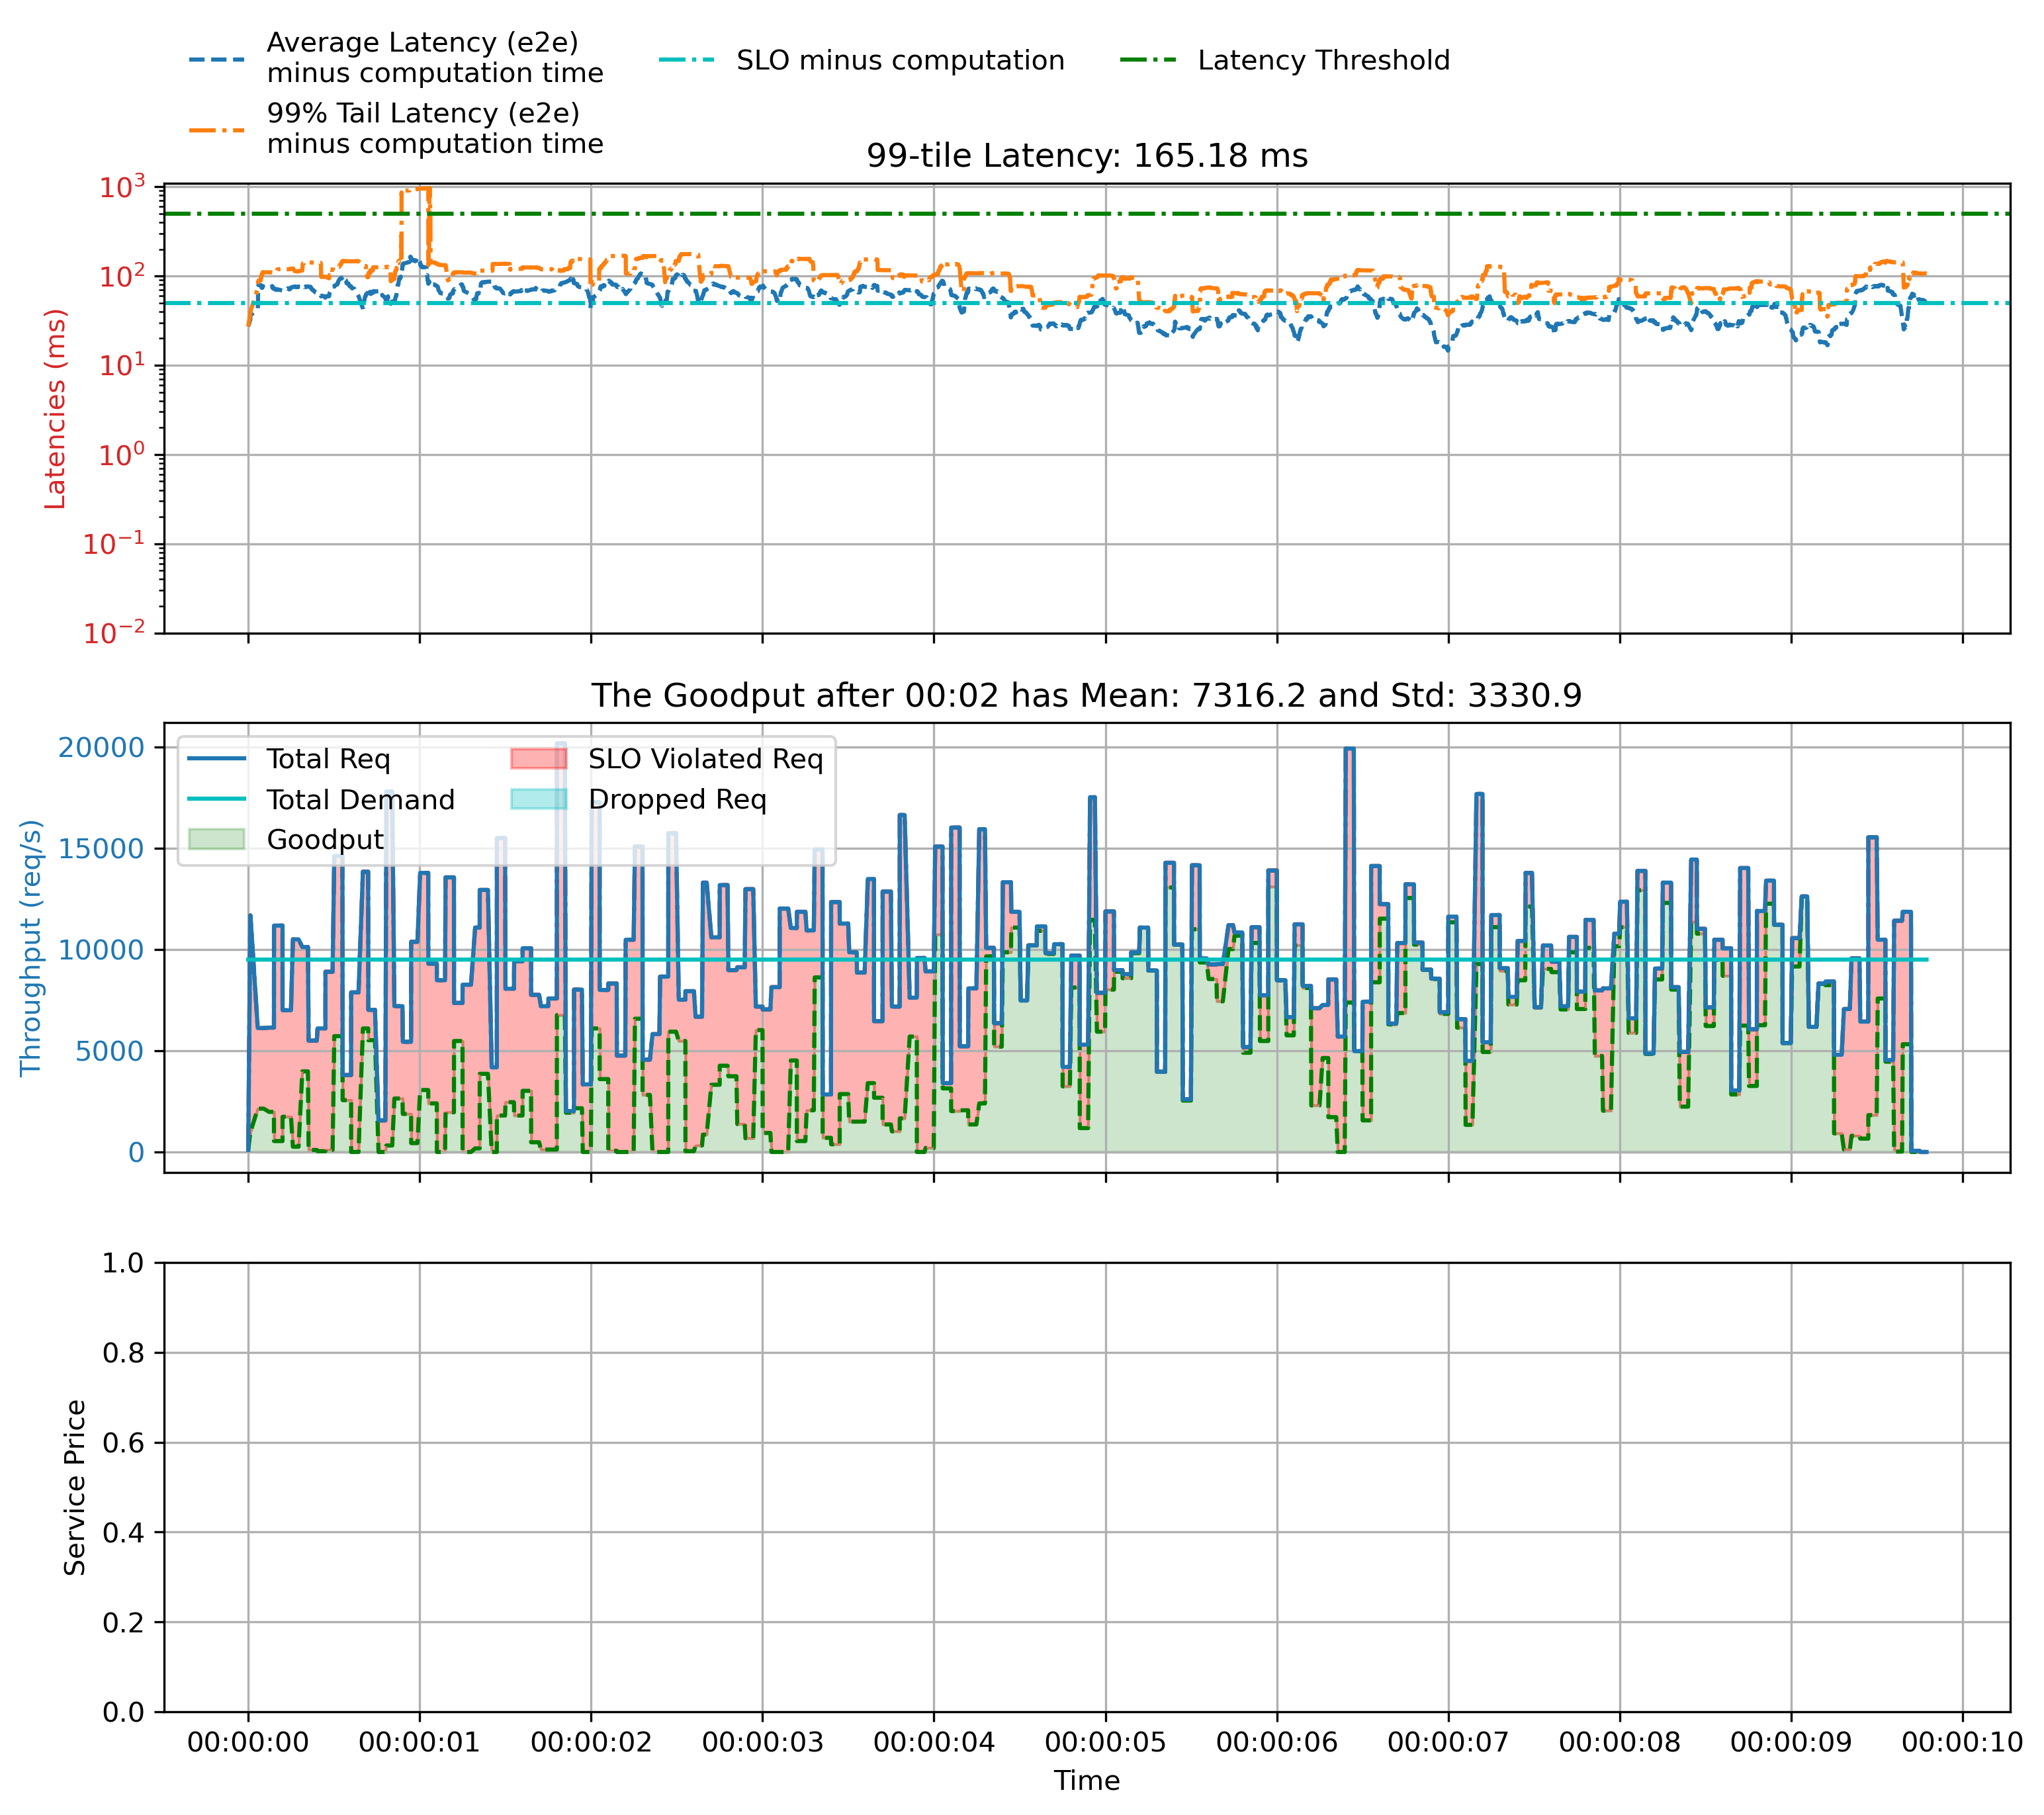 Average Latency (e2e)
minus computation time
99% Tail Latency (e2e)
minus computation time
SLO minus computation
Latency Threshold
99-tile Latency: 165.18 ms
10³
10²
10¹
10⁰
10⁻¹
10⁻²
Latencies (ms)
The Goodput after 00:02 has Mean: 7316.2 and Std: 3330.9
Total Req
Total Demand
Goodput
SLO Violated Req
Dropped Req
20000
15000
10000
5000
0
Throughput (req/s)
1.0
0.8
0.6
0.4
0.2
0.0
Service Price
00:00:00 00:00:01 00:00:02 00:00:03 00:00:04 00:00:05 00:00:06 00:00:07 00:00:08 00:00:09 00:00:10
Time